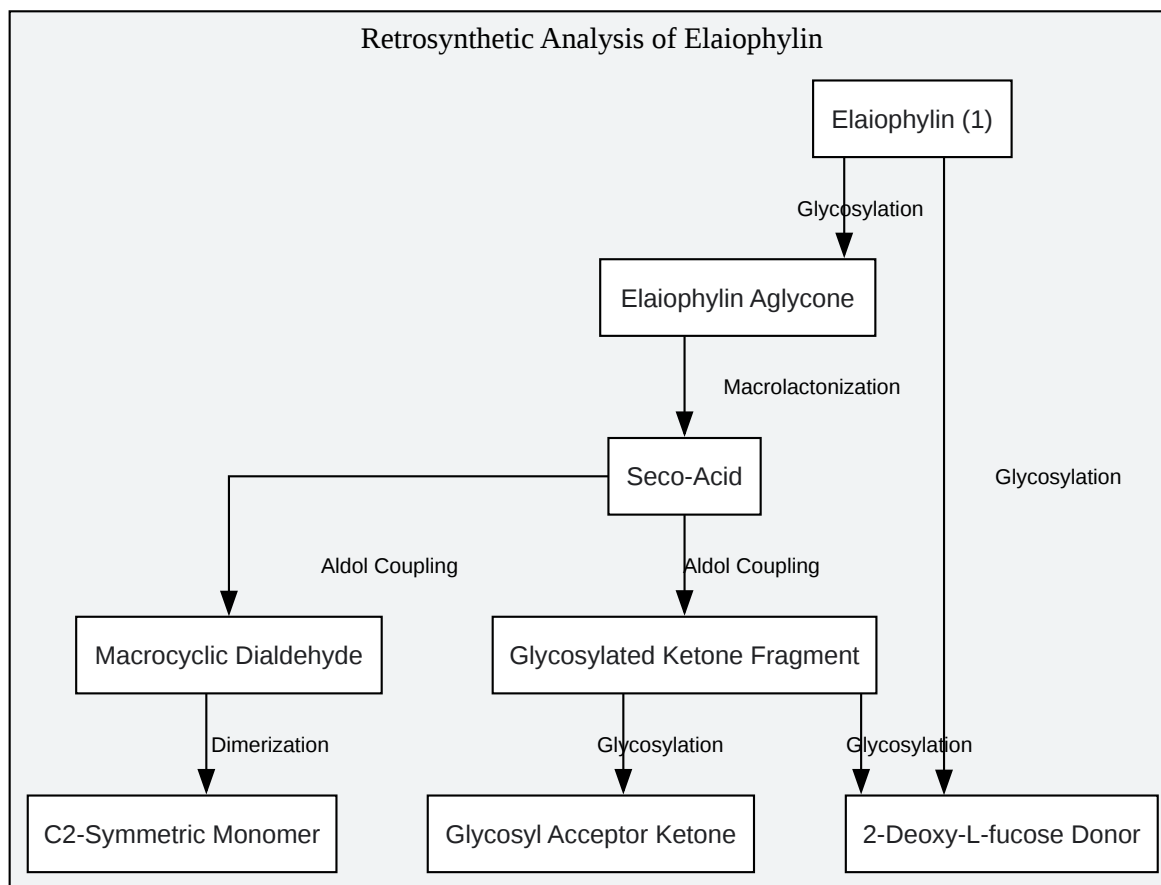 Retrosynthetic Analysis of Elaiophylin
Elaiophylin (1)
Glycosylation
Elaiophylin Aglycone
Macrolactonization
Seco-Acid
Glycosylation
Aldol Coupling
Aldol Coupling
Macrocyclic Dialdehyde
Glycosylated Ketone Fragment
Dimerization
Glycosylation
Glycosylation
C2-Symmetric Monomer
Glycosyl Acceptor Ketone
2-Deoxy-L-fucose Donor